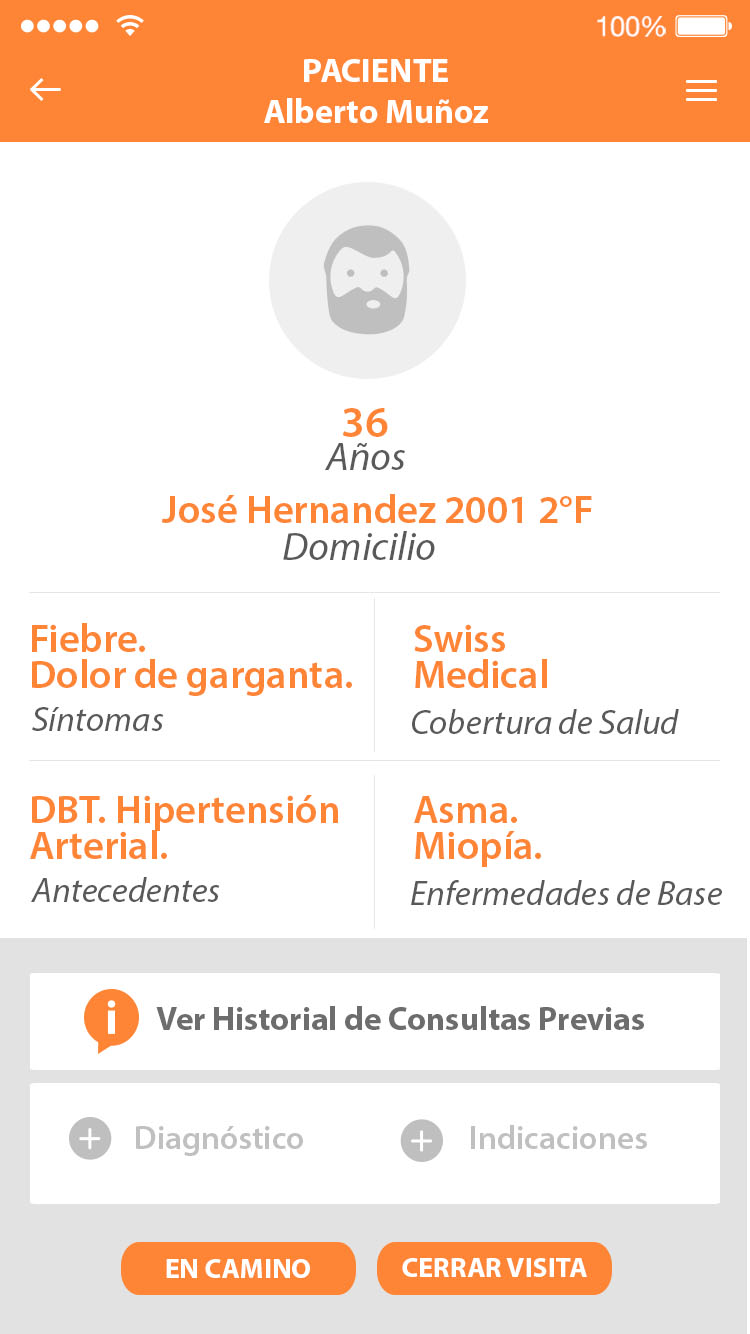 100%
PACIENTE
Alberto Muñoz
36
Años
José Hernandez 2001 2°F
Domicilio
Fiebre.
Dolor de garganta.
Síntomas
Swiss
Medical
Cobertura de Salud
DBT. Hipertensión
Arterial.
Antecedentes
Asma.
Miopía.
Enfermedades de Base
i Ver Historial de Consultas Previas
+ Diagnóstico
+ Indicaciones
EN CAMINO
CERRAR VISITA